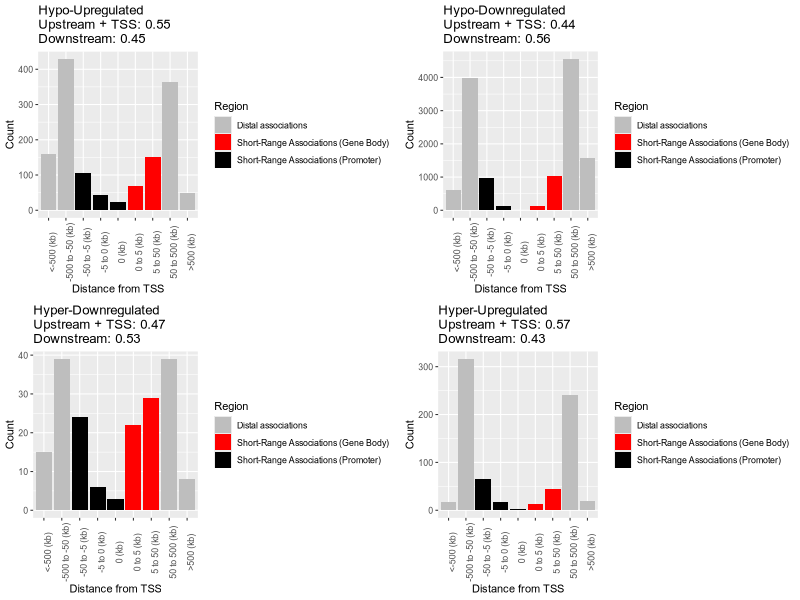 Hypo-Upregulated
Upstream + TSS: 0.55
Downstream: 0.45
400
300
200
100
0
Count
<-500 (kb)
-500 to -50 (kb)
-50 to -5 (kb)
-5 to 0 (kb)
0 (kb)
0 to 5 (kb)
5 to 50 (kb)
50 to 500 (kb)
>500 (kb)
Distance from TSS
Region
Distal associations
Short-Range Associations (Gene Body)
Short-Range Associations (Promoter)
Hypo-Downregulated
Upstream + TSS: 0.44
Downstream: 0.56
4000
3000
2000
1000
0
Count
<-500 (kb)
-500 to -50 (kb)
-50 to -5 (kb)
-5 to 0 (kb)
0 (kb)
0 to 5 (kb)
5 to 50 (kb)
50 to 500 (kb)
>500 (kb)
Distance from TSS
Region
Distal associations
Short-Range Associations (Gene Body)
Short-Range Associations (Promoter)
Hyper-Downregulated
Upstream + TSS: 0.47
Downstream: 0.53
40
30
20
10
0
Count
<-500 (kb)
-500 to -50 (kb)
-50 to -5 (kb)
-5 to 0 (kb)
0 (kb)
0 to 5 (kb)
5 to 50 (kb)
50 to 500 (kb)
>500 (kb)
Distance from TSS
Region
Distal associations
Short-Range Associations (Gene Body)
Short-Range Associations (Promoter)
Hyper-Upregulated
Upstream + TSS: 0.57
Downstream: 0.43
300
200
100
0
Count
<-500 (kb)
-500 to -50 (kb)
-50 to -5 (kb)
-5 to 0 (kb)
0 (kb)
0 to 5 (kb)
5 to 50 (kb)
50 to 500 (kb)
>500 (kb)
Distance from TSS
Region
Distal associations
Short-Range Associations (Gene Body)
Short-Range Associations (Promoter)